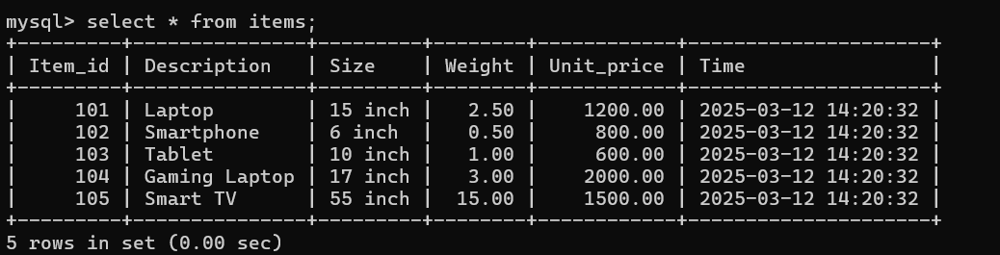 mysql> select * from items;
+---------+---------------+---------+--------+------------+---------------------+
| Item_id | Description   | Size    | Weight | Unit_price | Time                |
+---------+---------------+---------+--------+------------+---------------------+
|     101 | Laptop        | 15 inch |   2.50 |    1200.00 | 2025-03-12 14:20:32 |
|     102 | Smartphone    | 6 inch  |   0.50 |     800.00 | 2025-03-12 14:20:32 |
|     103 | Tablet        | 10 inch |   1.00 |     600.00 | 2025-03-12 14:20:32 |
|     104 | Gaming Laptop | 17 inch |   3.00 |    2000.00 | 2025-03-12 14:20:32 |
|     105 | Smart TV      | 55 inch |  15.00 |    1500.00 | 2025-03-12 14:20:32 |
+---------+---------------+---------+--------+------------+---------------------+
5 rows in set (0.00 sec)